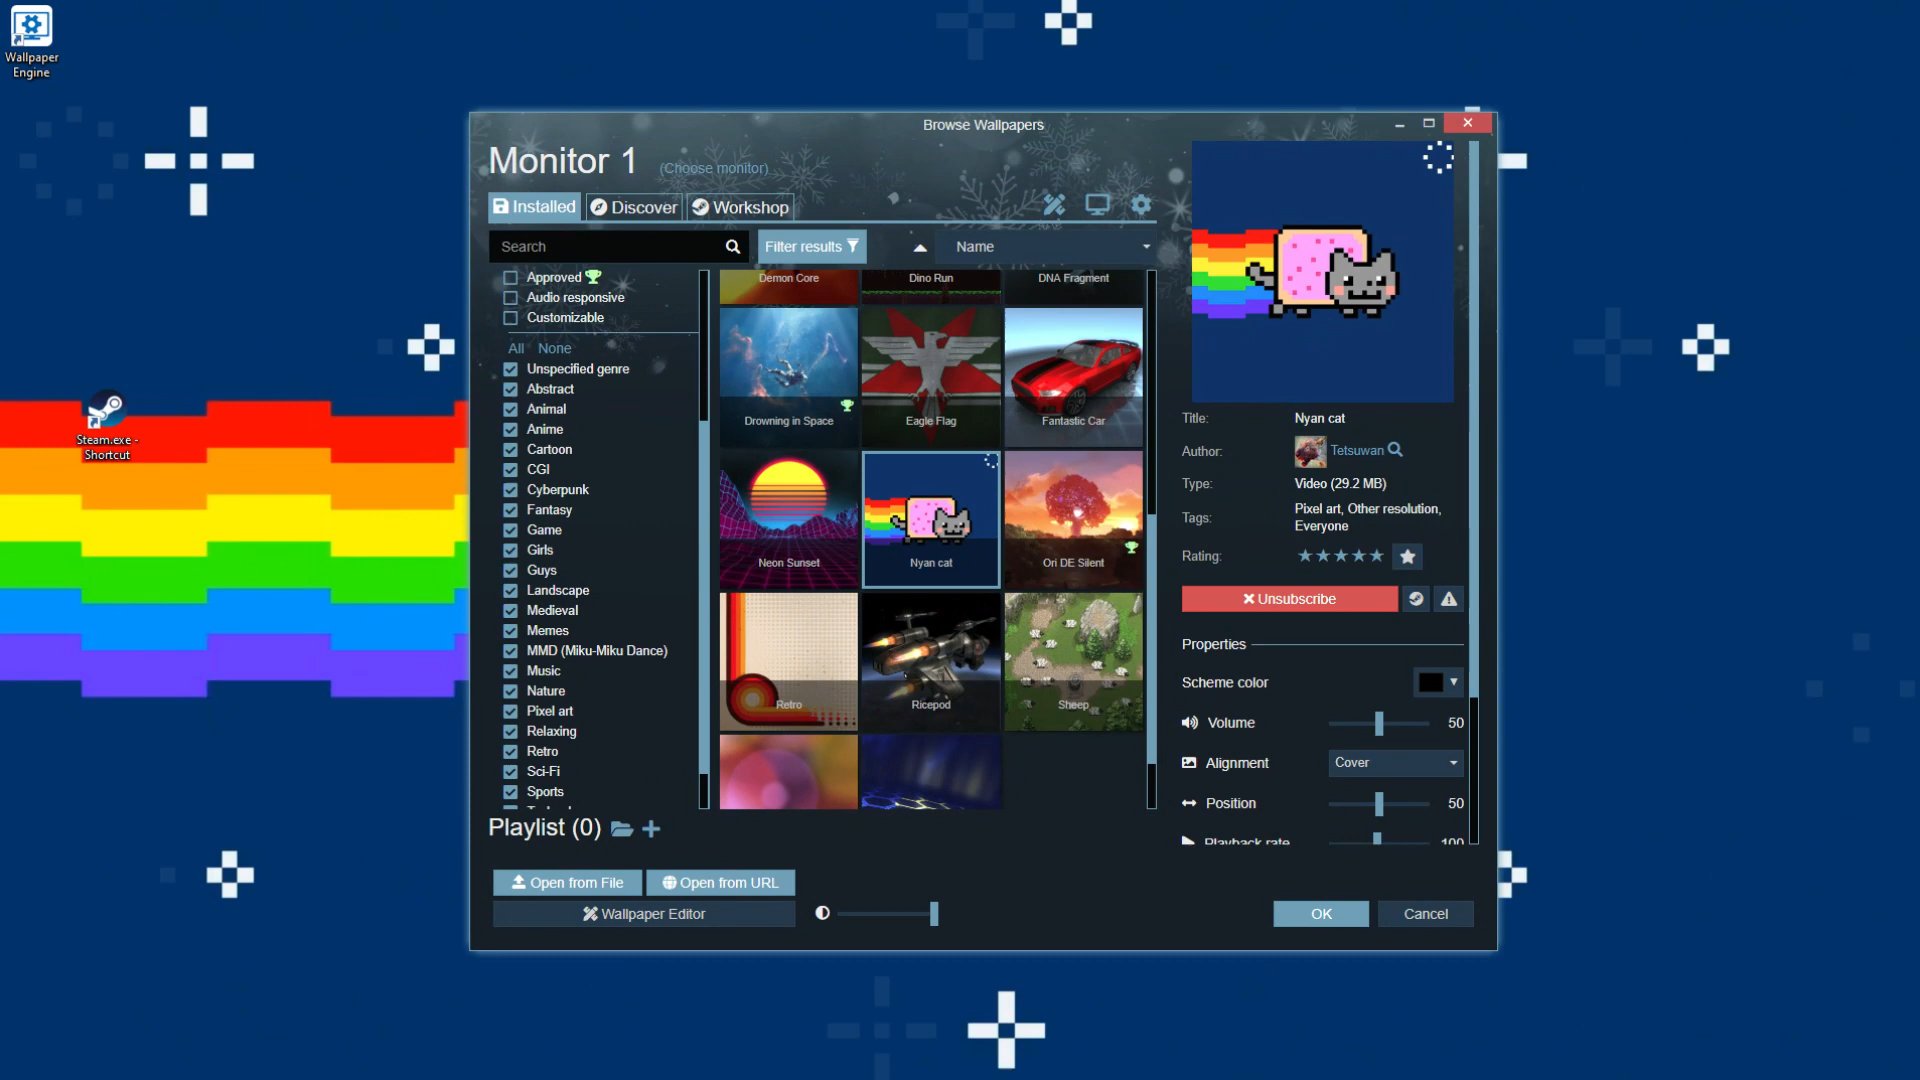 Wallpaper
Engine
Steam.exe -
Shortcut
Browse Wallpapers
Monitor 1
(Choose monitor)
Installed
Discover
Workshop
Search
Filter results
Name
Approved
Audio responsive
Customizable
All None
Unspecified genre
Abstract
Animal
Anime
Cartoon
CGI
Cyberpunk
Fantasy
Game
Girls
Guys
Landscape
Medieval
Memes
MMD (Miku-Miku Dance)
Music
Nature
Pixel art
Relaxing
Retro
Sci-Fi
Sports
Demon Core
Dino Run
DNA Fragment
Drowning in Space
Eagle Flag
Fantastic Car
Neon Sunset
Nyan cat
Ori DE Silent
Retro
Ricepod
Sheep
Title: Nyan cat
Author: Tetsuwan
Type: Video (29.2 MB)
Tags: Pixel art, Other resolution,
Everyone
Rating:
Unsubscribe
Properties
Scheme color
Volume 50
Alignment Cover
Position 50
Playback rate 100
Playlist (0)
Open from File
Open from URL
Wallpaper Editor
OK
Cancel